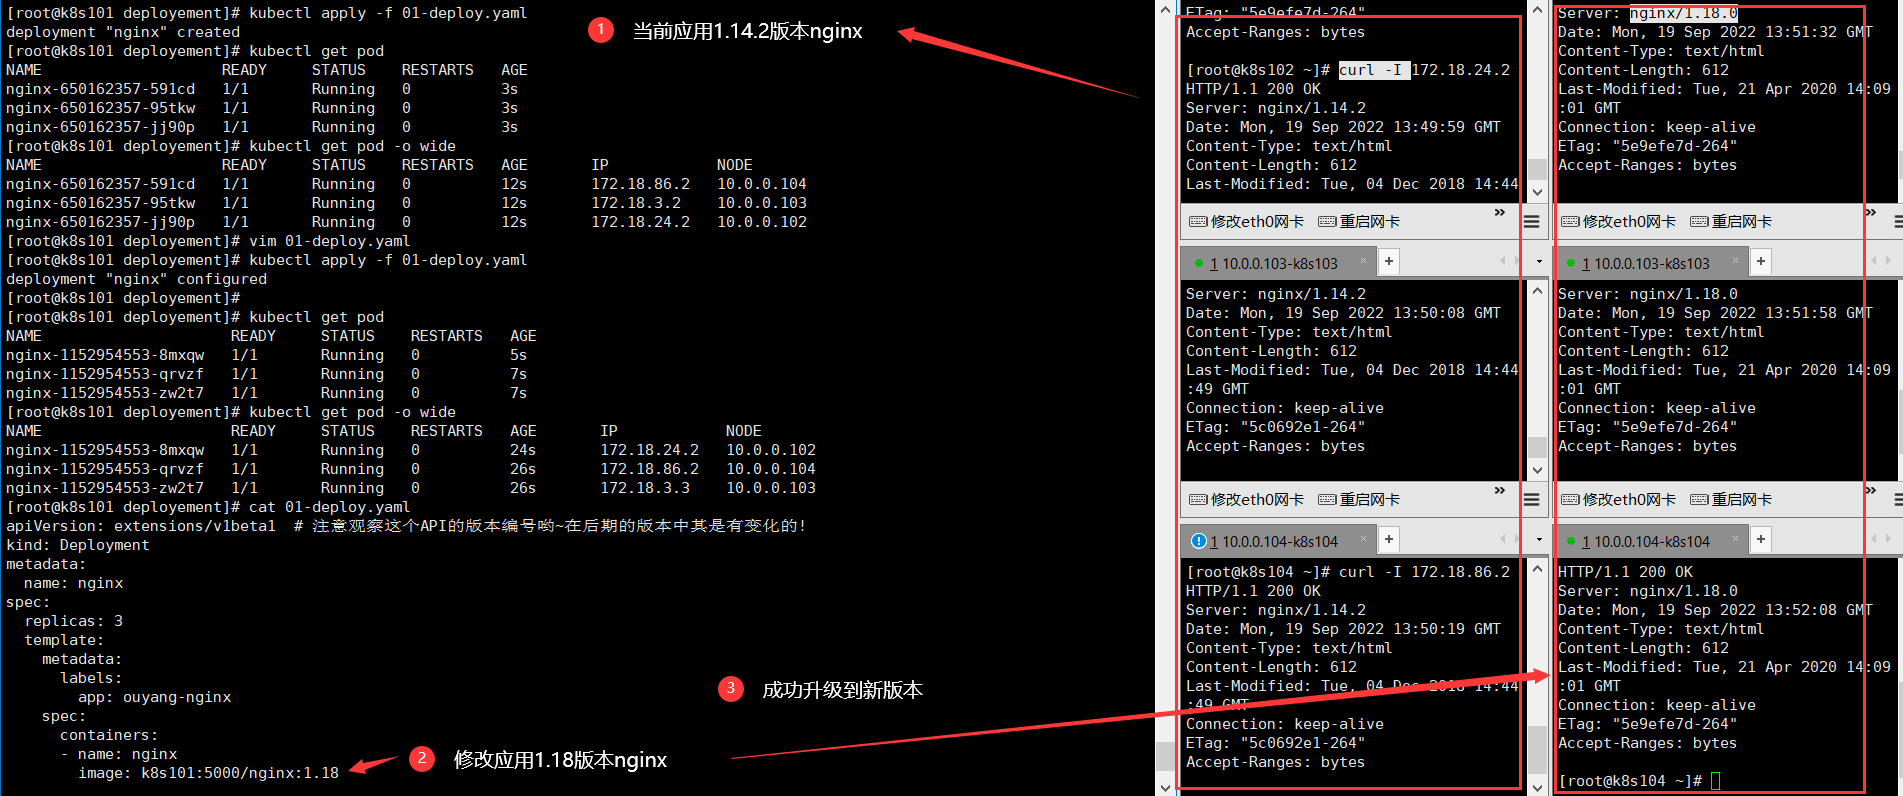 [root@k8s101 deployement]# kubectl apply -f 01-deploy.yaml
deployment "nginx" created
[root@k8s101 deployement]# kubectl get pod
NAME READY STATUS RESTARTS AGE
nginx-650162357-591cd 1/1 Running 0 3s
nginx-650162357-95tkw 1/1 Running 0 3s
nginx-650162357-jj90p 1/1 Running 0 3s
[root@k8s101 deployement]# kubectl get pod -o wide
NAME READY STATUS RESTARTS AGE IP NODE
nginx-650162357-591cd 1/1 Running 0 12s 172.18.86.2 10.0.0.104
nginx-650162357-95tkw 1/1 Running 0 12s 172.18.3.2 10.0.0.103
nginx-650162357-jj90p 1/1 Running 0 12s 172.18.24.2 10.0.0.102
[root@k8s101 deployement]# vim 01-deploy.yaml
[root@k8s101 deployement]# kubectl apply -f 01-deploy.yaml
deployment "nginx" configured
[root@k8s101 deployement]#
[root@k8s101 deployement]# kubectl get pod
NAME READY STATUS RESTARTS AGE
nginx-1152954553-8mxqw 1/1 Running 0 5s
nginx-1152954553-qrvzf 1/1 Running 0 7s
nginx-1152954553-zw2t7 1/1 Running 0 7s
[root@k8s101 deployement]# kubectl get pod -o wide
NAME READY STATUS RESTARTS AGE IP NODE
nginx-1152954553-8mxqw 1/1 Running 0 24s 172.18.24.2 10.0.0.102
nginx-1152954553-qrvzf 1/1 Running 0 26s 172.18.86.2 10.0.0.104
nginx-1152954553-zw2t7 1/1 Running 0 26s 172.18.3.3 10.0.0.103
[root@k8s101 deployement]# cat 01-deploy.yaml
apiVersion: extensions/v1beta1 # 注意观察这个API的版本编号哟~在后期的版本中其是有变化的!
kind: Deployment
metadata:
  name: nginx
spec:
  replicas: 3
  template:
    metadata:
      labels:
        app: ouyang-nginx
    spec:
      containers:
      - name: nginx
        image: k8s101:5000/nginx:1.18
1 当前应用1.14.2版本nginx
2 修改应用1.18版本nginx
3 成功升级到新版本
ETag: "5e9efe7d-264"
Accept-Ranges: bytes
[root@k8s102 ~]# curl -I 172.18.24.2
HTTP/1.1 200 OK
Server: nginx/1.14.2
Date: Mon, 19 Sep 2022 13:49:59 GMT
Content-Type: text/html
Content-Length: 612
Last-Modified: Tue, 04 Dec 2018 14:44
修改eth0网卡 重启网卡 »
1 10.0.0.103-k8s103 × +
Server: nginx/1.14.2
Date: Mon, 19 Sep 2022 13:50:08 GMT
Content-Type: text/html
Content-Length: 612
Last-Modified: Tue, 04 Dec 2018 14:44
:49 GMT
Connection: keep-alive
ETag: "5c0692e1-264"
Accept-Ranges: bytes
修改eth0网卡 重启网卡 »
1 10.0.0.104-k8s104 × +
[root@k8s104 ~]# curl -I 172.18.86.2
HTTP/1.1 200 OK
Server: nginx/1.14.2
Date: Mon, 19 Sep 2022 13:50:19 GMT
Content-Type: text/html
Content-Length: 612
Last-Modified: Tue, 04 Dec 2018 14:44
:49 GMT
Connection: keep-alive
ETag: "5c0692e1-264"
Accept-Ranges: bytes
Server: nginx/1.18.0
Date: Mon, 19 Sep 2022 13:51:32 GMT
Content-Type: text/html
Content-Length: 612
Last-Modified: Tue, 21 Apr 2020 14:09
:01 GMT
Connection: keep-alive
ETag: "5e9efe7d-264"
Accept-Ranges: bytes
修改eth0网卡 重启网卡 »
1 10.0.0.103-k8s103 × +
Server: nginx/1.18.0
Date: Mon, 19 Sep 2022 13:51:58 GMT
Content-Type: text/html
Content-Length: 612
Last-Modified: Tue, 21 Apr 2020 14:09
:01 GMT
Connection: keep-alive
ETag: "5e9efe7d-264"
Accept-Ranges: bytes
修改eth0网卡 重启网卡 »
1 10.0.0.104-k8s104 × +
HTTP/1.1 200 OK
Server: nginx/1.18.0
Date: Mon, 19 Sep 2022 13:52:08 GMT
Content-Type: text/html
Content-Length: 612
Last-Modified: Tue, 21 Apr 2020 14:09
:01 GMT
Connection: keep-alive
ETag: "5e9efe7d-264"
Accept-Ranges: bytes
[root@k8s104 ~]#